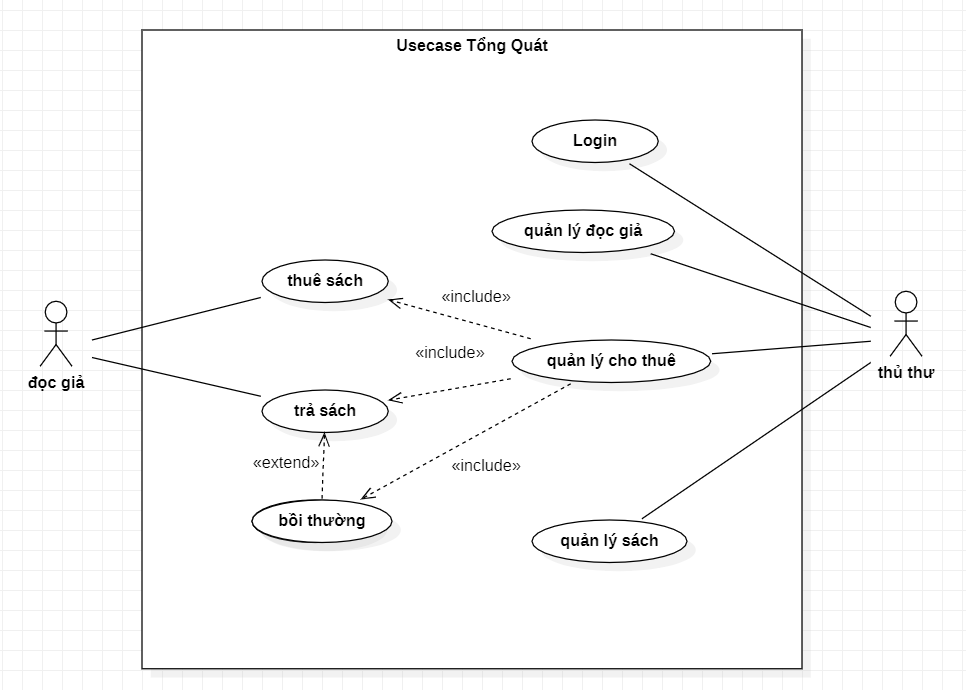 Usecase Tổng Quát
Login
quản lý đọc giả
thuê sách
«include»
đọc giả
«include»
quản lý cho thuê
thủ thư
trả sách
«extend»
«include»
bồi thường
quản lý sách